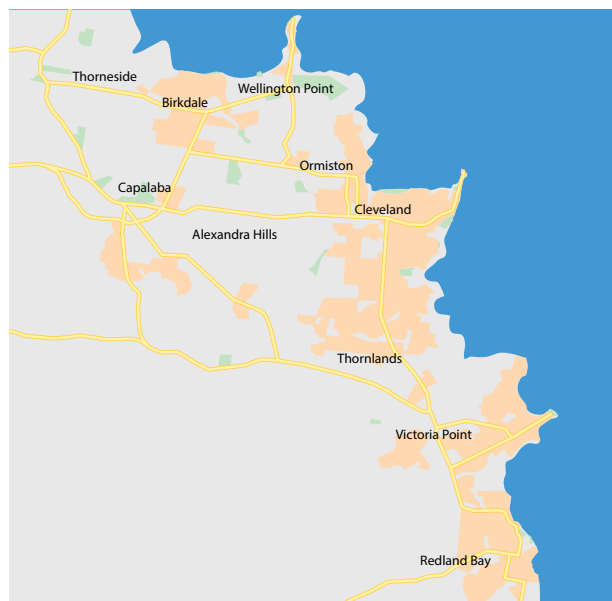 Thorneside
Wellington Point
Birkdale
Ormiston
Capalaba
Cleveland
Alexandra Hills
Thornlands
Victoria Point
Redland Bay